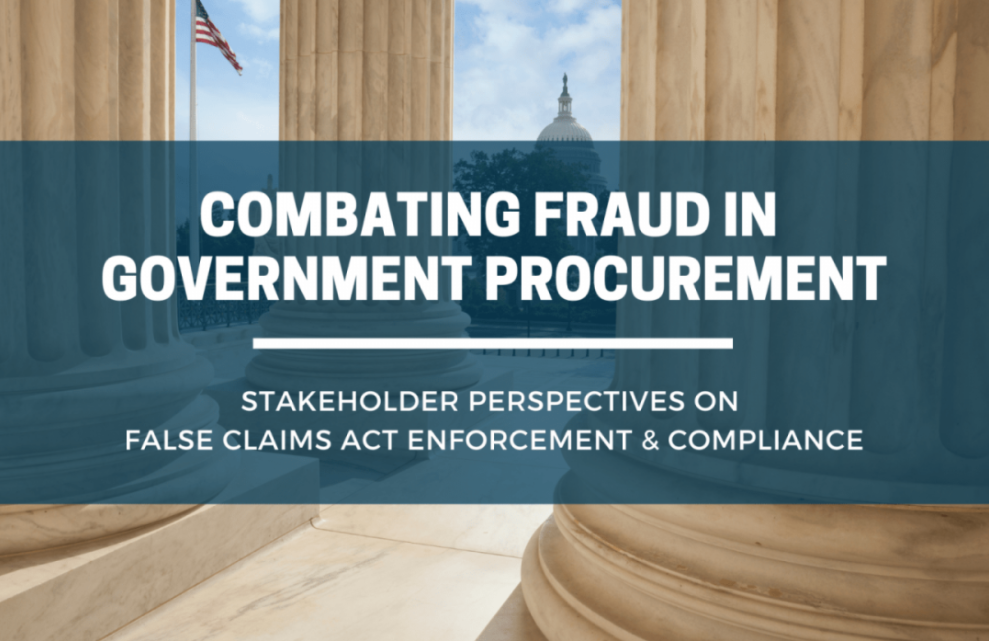 COMBATING FRAUD IN
GOVERNMENT PROCUREMENT
STAKEHOLDER PERSPECTIVES ON
FALSE CLAIMS ACT ENFORCEMENT & COMPLIANCE